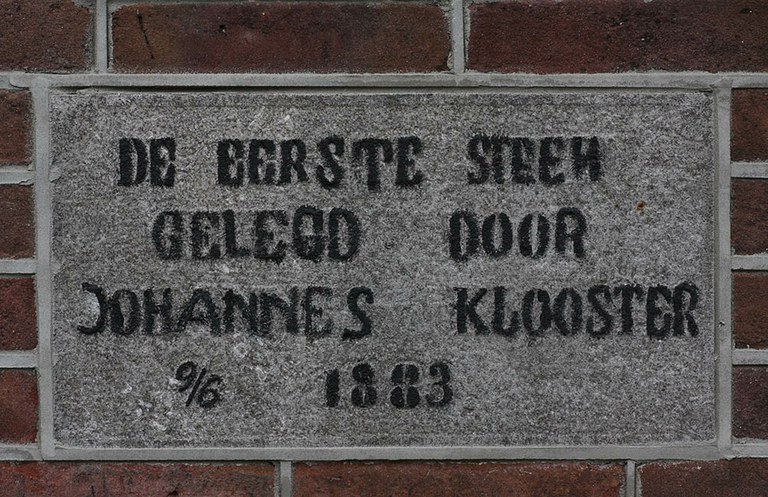 DE EERSTE STEEN
GELEGD DOOR
JOHANNES KLOOSTER
9/6 1883